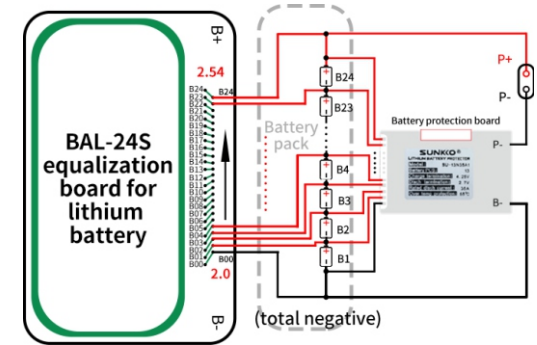 B+
2.54
B24
B24
B23
B22
B21
B20
B19
B18
B17
B16
B15
B14
B13
B12
B11
B10
B09
B08
B07
B06
B05
B04
B03
B02
B01
B00
B00
2.0
B-
BAL-24S
equalization
board for
lithium
battery
Battery
pack
B24
B23
B4
B3
B2
B1
(total negative)
Battery protection board
SUNKKO
LITHIUM BATTERY PROTECTOR
P-
B-
P+
P-